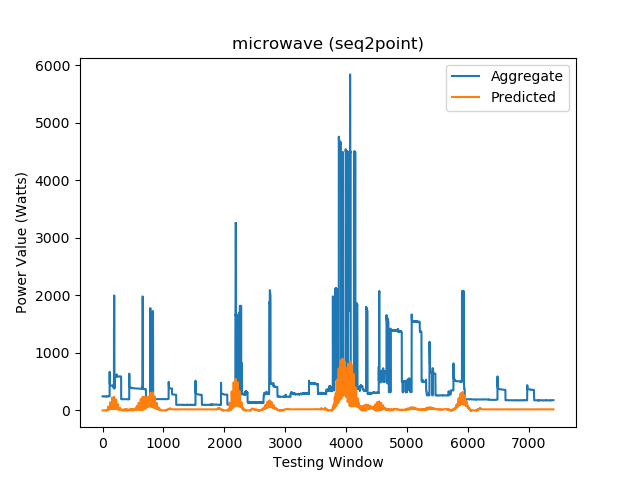 microwave (seq2point)
Aggregate
Predicted
6000
5000
4000
3000
2000
1000
0
Power Value (Watts)
0 1000 2000 3000 4000 5000 6000 7000
Testing Window